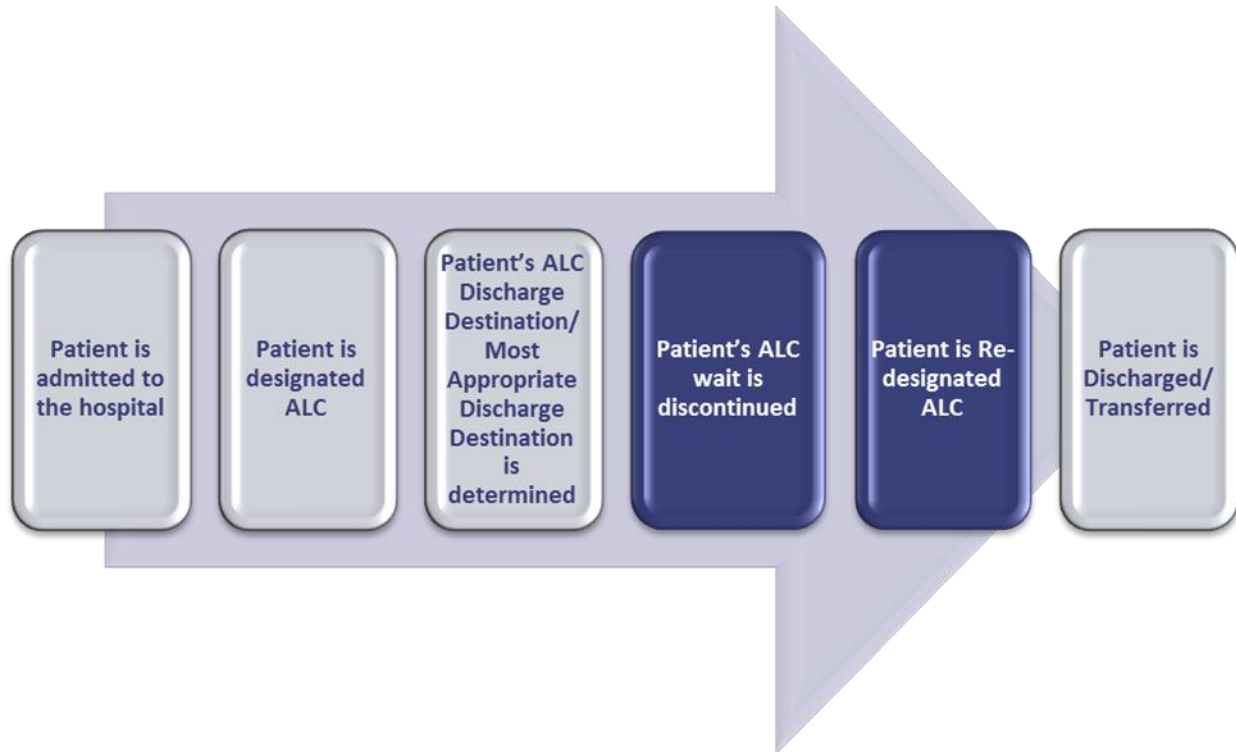 Patient is
admitted to
the hospital
Patient is
designated
ALC
Patient's ALC
Discharge
Destination/
Most
Appropriate
Discharge
Destination
is
determined
Patient's ALC
wait is
discontinued
Patient is Re-
designated
ALC
Patient is
Discharged/
Transferred